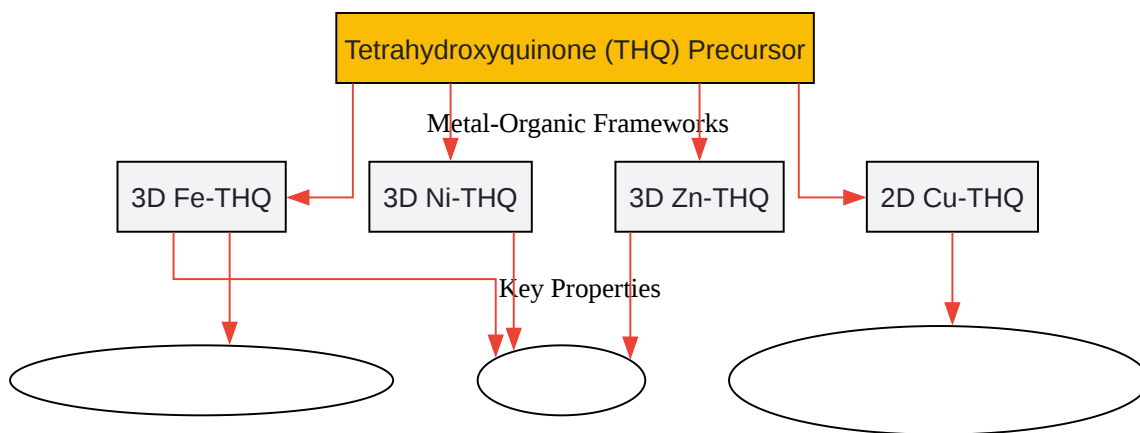 Tetrahydroxyquinone (THQ) Precursor
Metal-Organic Frameworks
3D Fe-THQ
3D Ni-THQ
3D Zn-THQ
2D Cu-THQ
Key Properties